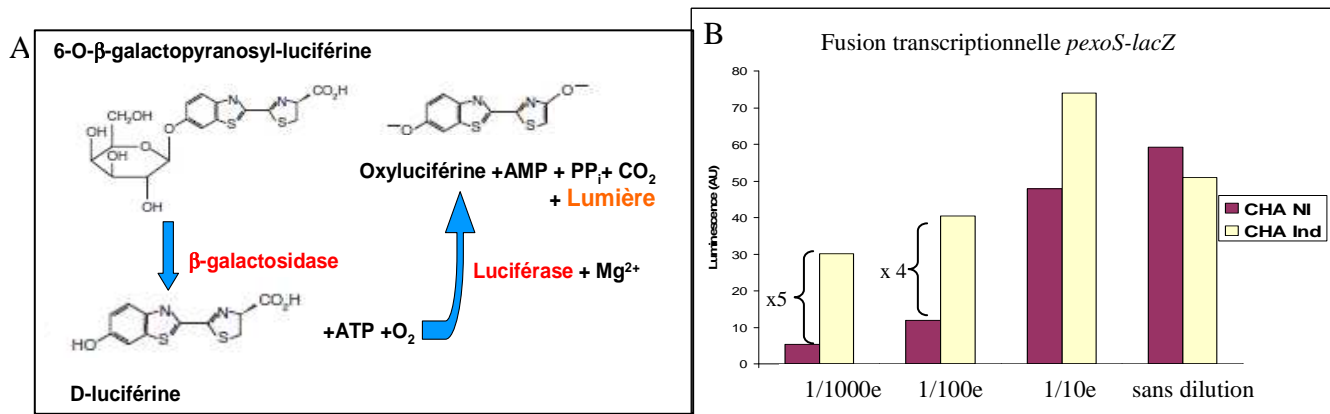 A
6-O-β-galactopyranosyl-luciférine
CO₂H
N
N
S
S
CH₂OH
O
O
OH
OH
OH
OH
β-galactosidase
N
N
CO₂H
HO
S
S
D-luciférine
+ATP +O₂
Luciférase + Mg²⁺
N
N
O
O
S
S
Oxyluciférine +AMP + PPᵢ+ CO₂
+ Lumière
B
Fusion transcriptionnelle pexoS-lacZ
Luminescence (AU)
80
70
60
50
40
30
20
10
0
x5
x 4
1/1000e
1/100e
1/10e
sans dilution
CHA NI
CHA Ind